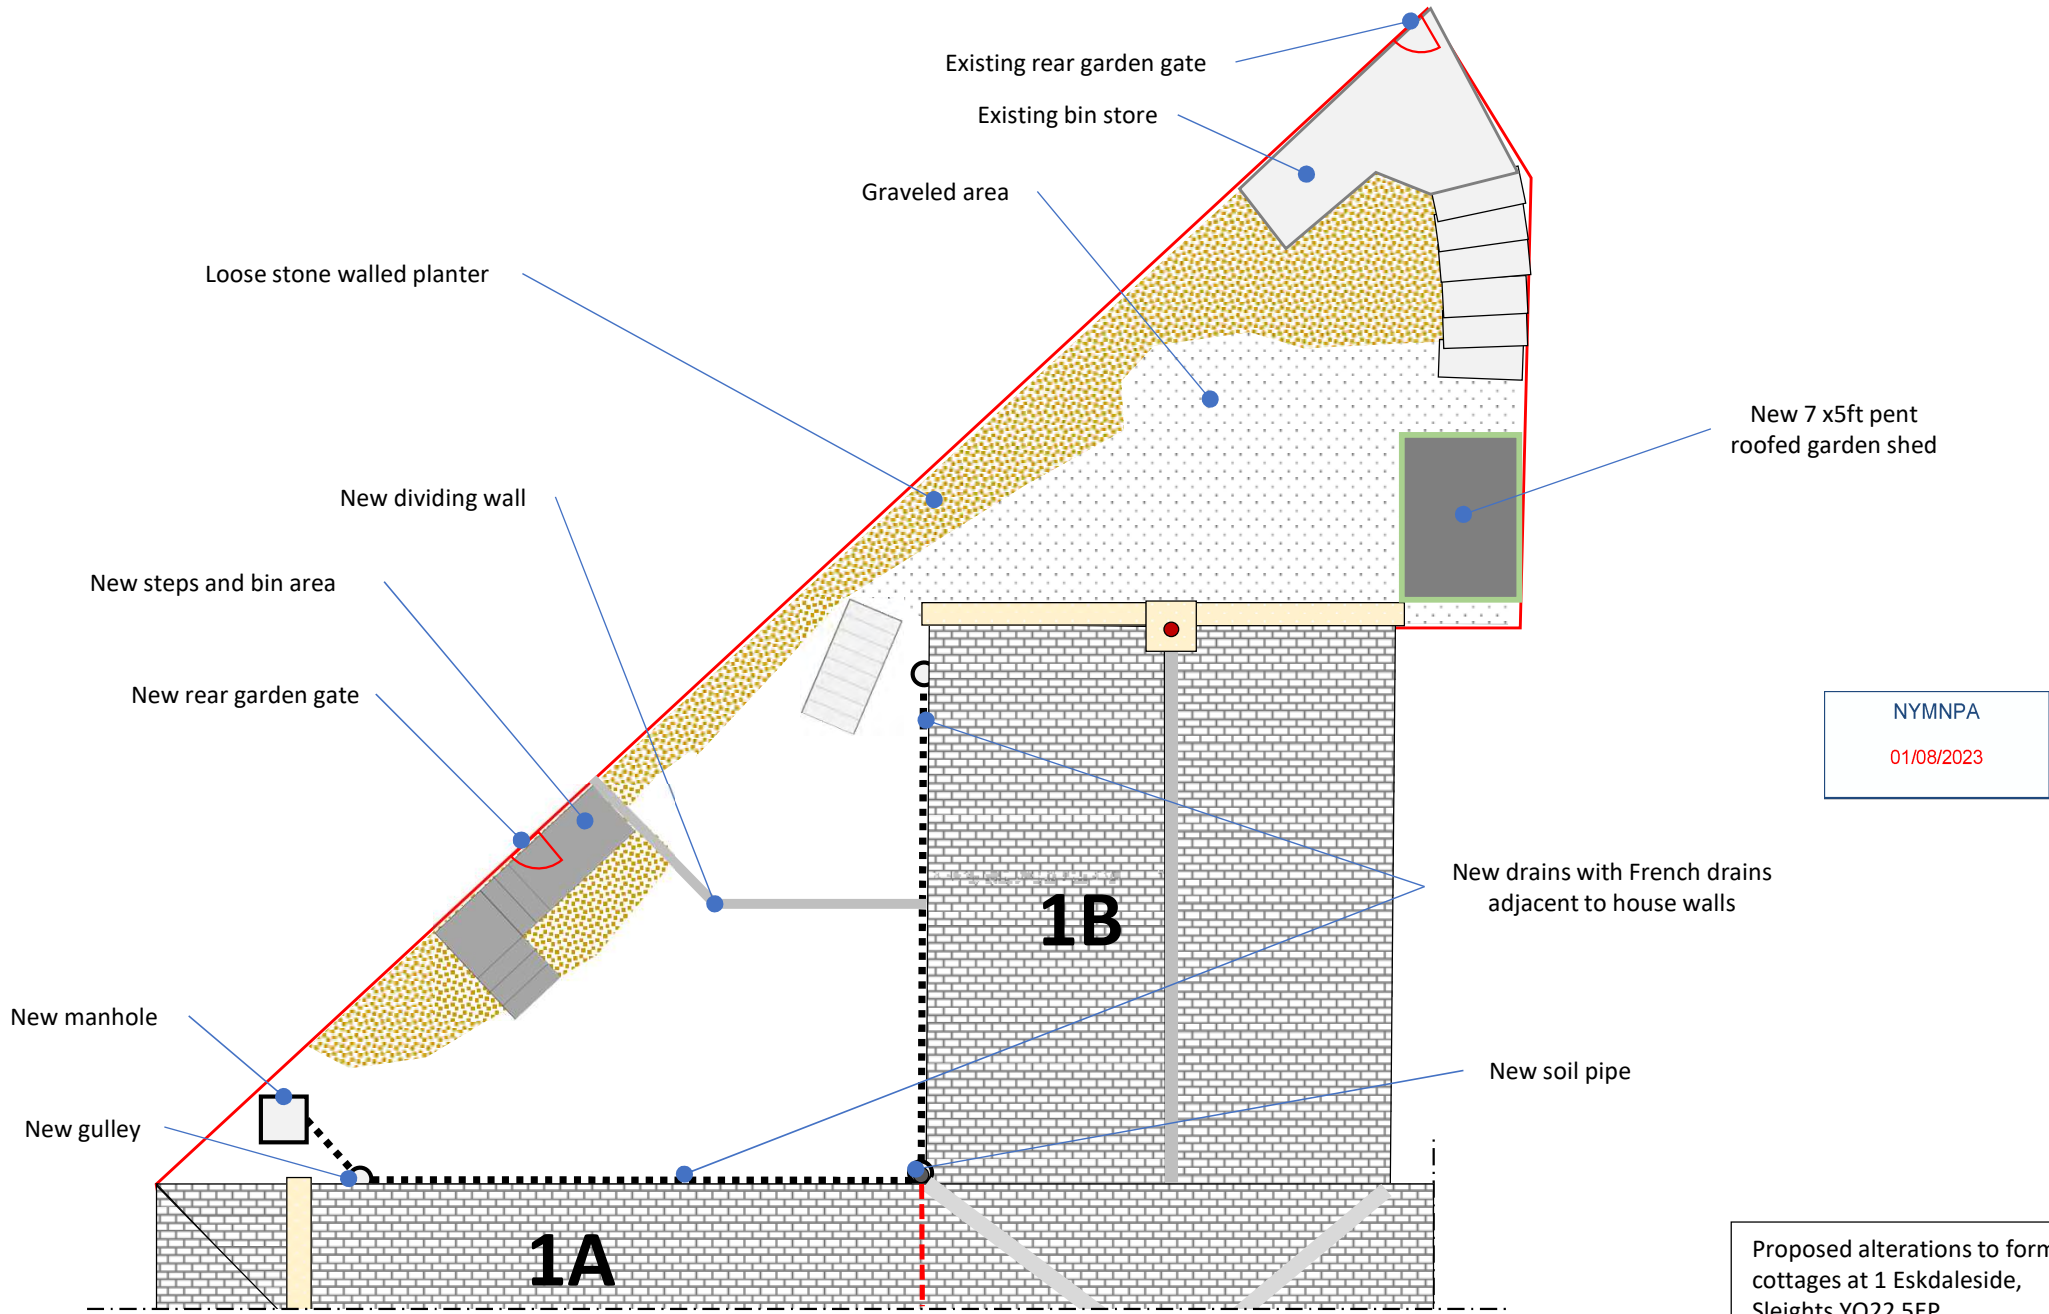 Existing rear garden gate
Existing bin store
Graveled area
Loose stone walled planter
New 7 x5ft pent
roofed garden shed
New dividing wall
New steps and bin area
New rear garden gate
NYMNPA
01/08/2023
New drains with French drains
adjacent to house walls
1B
New manhole
New soil pipe
New gulley
1A
Proposed alterations to form
cottages at 1 Eskdaleside,
Sleights YO22 5EP